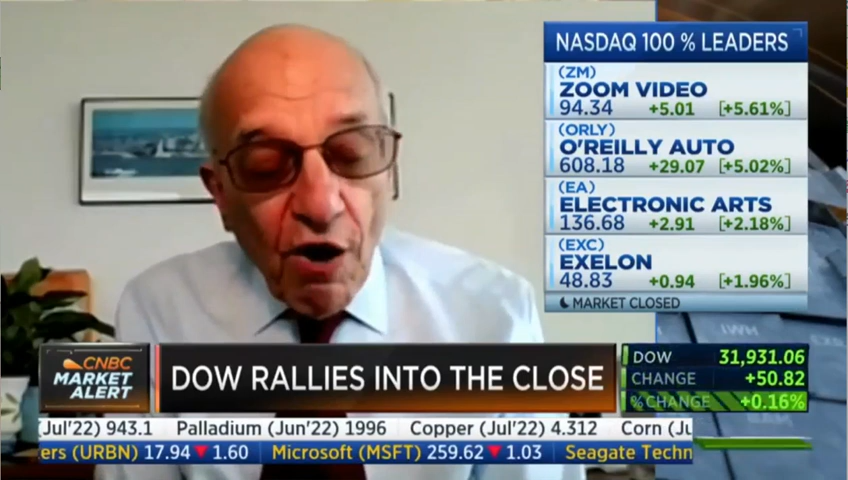 NASDAQ 100 % LEADERS
(ZM)
ZOOM VIDEO
94.34 +5.01 [+5.61%]
(ORLY)
O'REILLY AUTO
608.18 +29.07 [+5.02%]
(EA)
ELECTRONIC ARTS
136.68 +2.91 [+2.18%]
(EXC)
EXELON
48.83 +0.94 [+1.96%]
MARKET CLOSED
CNBC
MARKET
ALERT
DOW RALLIES INTO THE CLOSE
DOW 31,931.06
CHANGE +50.82
% CHANGE +0.16%
(Jul'22) 943.1 Palladium (Jun'22) 1996 Copper (Jul'22) 4.312 Corn (Ju
ers (URBN) 17.94 ▼ 1.60 Microsoft (MSFT) 259.62 ▼ 1.03 Seagate Techn